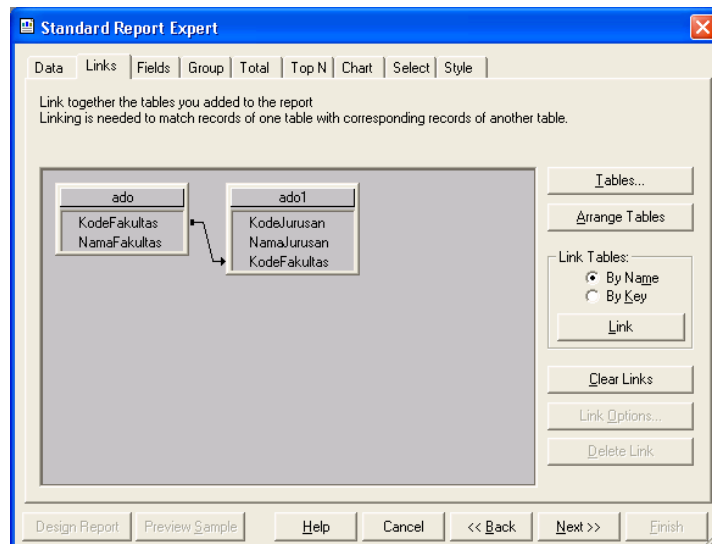 Standard Report Expert
Data Links Fields Group Total Top N Chart Select Style
Link together the tables you added to the report
Linking is needed to match records of one table with corresponding records of another table.
ado
KodeFakultas
NamaFakultas
ado1
KodeJurusan
NamaJurusan
KodeFakultas
Tables...
Arrange Tables
Link Tables:
By Name
By Key
Link
Clear Links
Link Options...
Delete Link
Design Report Preview Sample Help Cancel << Back Next >> Finish